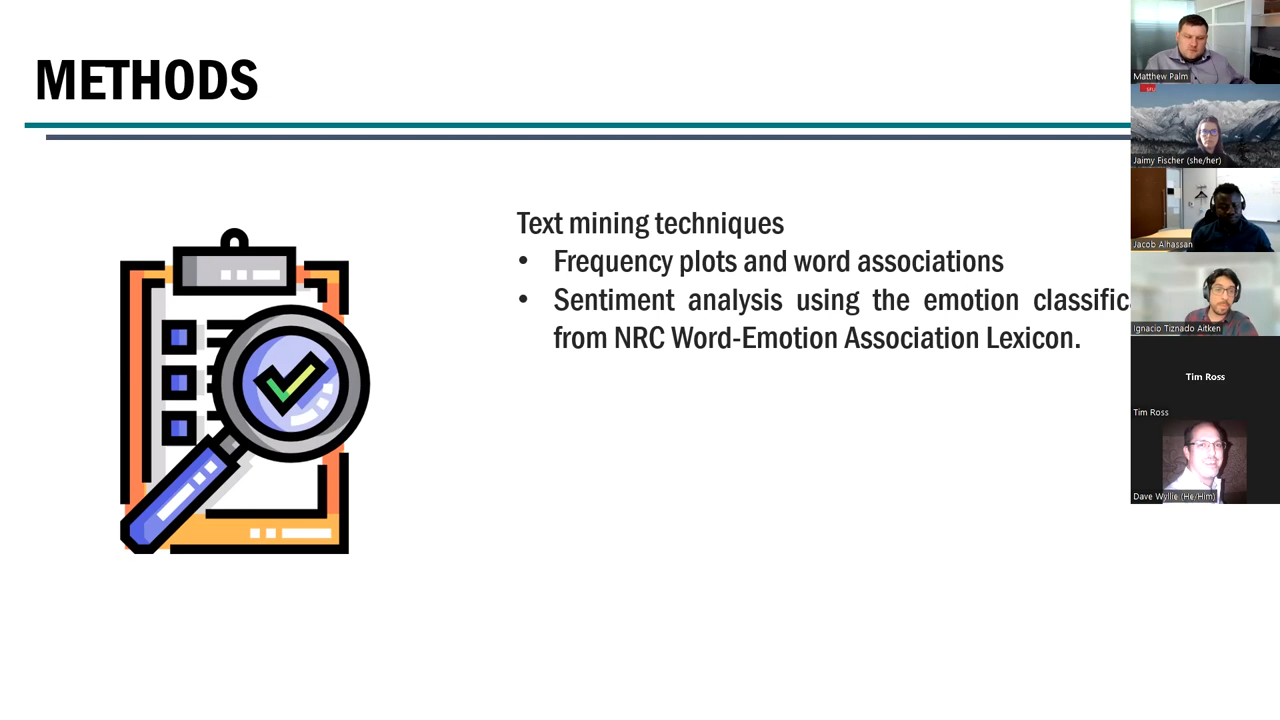 METHODS
Text mining techniques
• Frequency plots and word associations
• Sentiment analysis using the emotion classific
from NRC Word-Emotion Association Lexicon.
Matthew Palm
Jaimy Fischer (she/her)
Jacob Alhassan
Ignacio Tiznado Aitken
Tim Ross
Tim Ross
Dave Wyllie (He/Him)